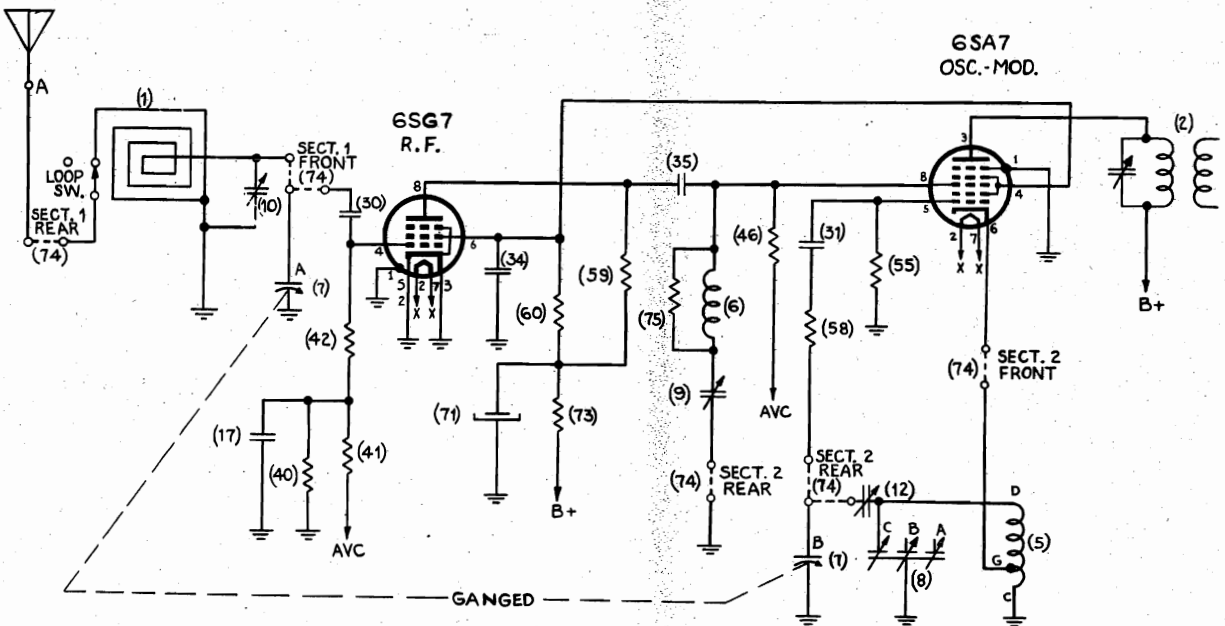 6SA7
OSC.-MOD.
A
(1)
6SG7
R.F.
(2)
SECT. 1
FRONT
(74)
LOOP
SW.
SECT. 1
REAR
(74)
(10)
(30)
8
4
6
1
5
2
2
7
3
X
X
(34)
(35)
3
1
8
4
5
2
7
6
X
X
A
(7)
(42)
(60)
(59)
(75)
(6)
(46)
(31)
(55)
(58)
B+
(17)
(40)
(41)
AVC
(71)
(73)
B+
(9)
(74)
SECT. 2
REAR
AVC
SECT. 2
REAR
(74)
(12)
(74)
SECT. 2
FRONT
B
(7)
C
B
A
(8)
D
G
C
(5)
GANGED